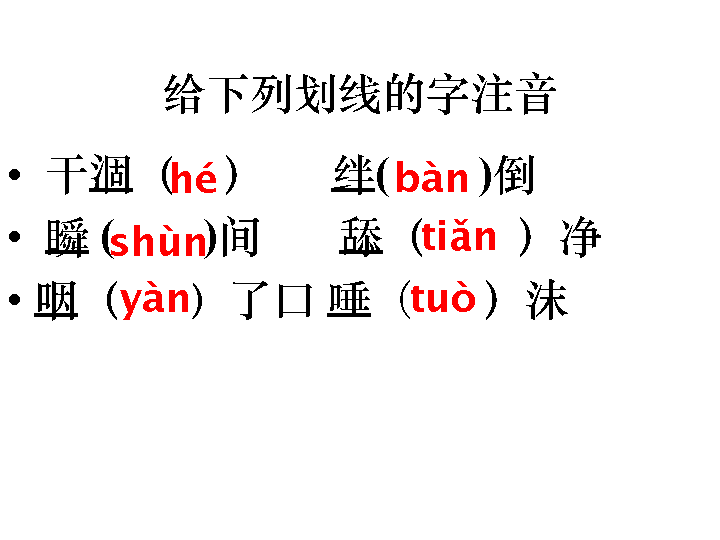 给下列划线的字注音
• 干涸（hé） 绊(bàn)倒
• 瞬(shùn)间 舔（tiǎn）净
• 咽（yàn）了口唾（tuò）沫